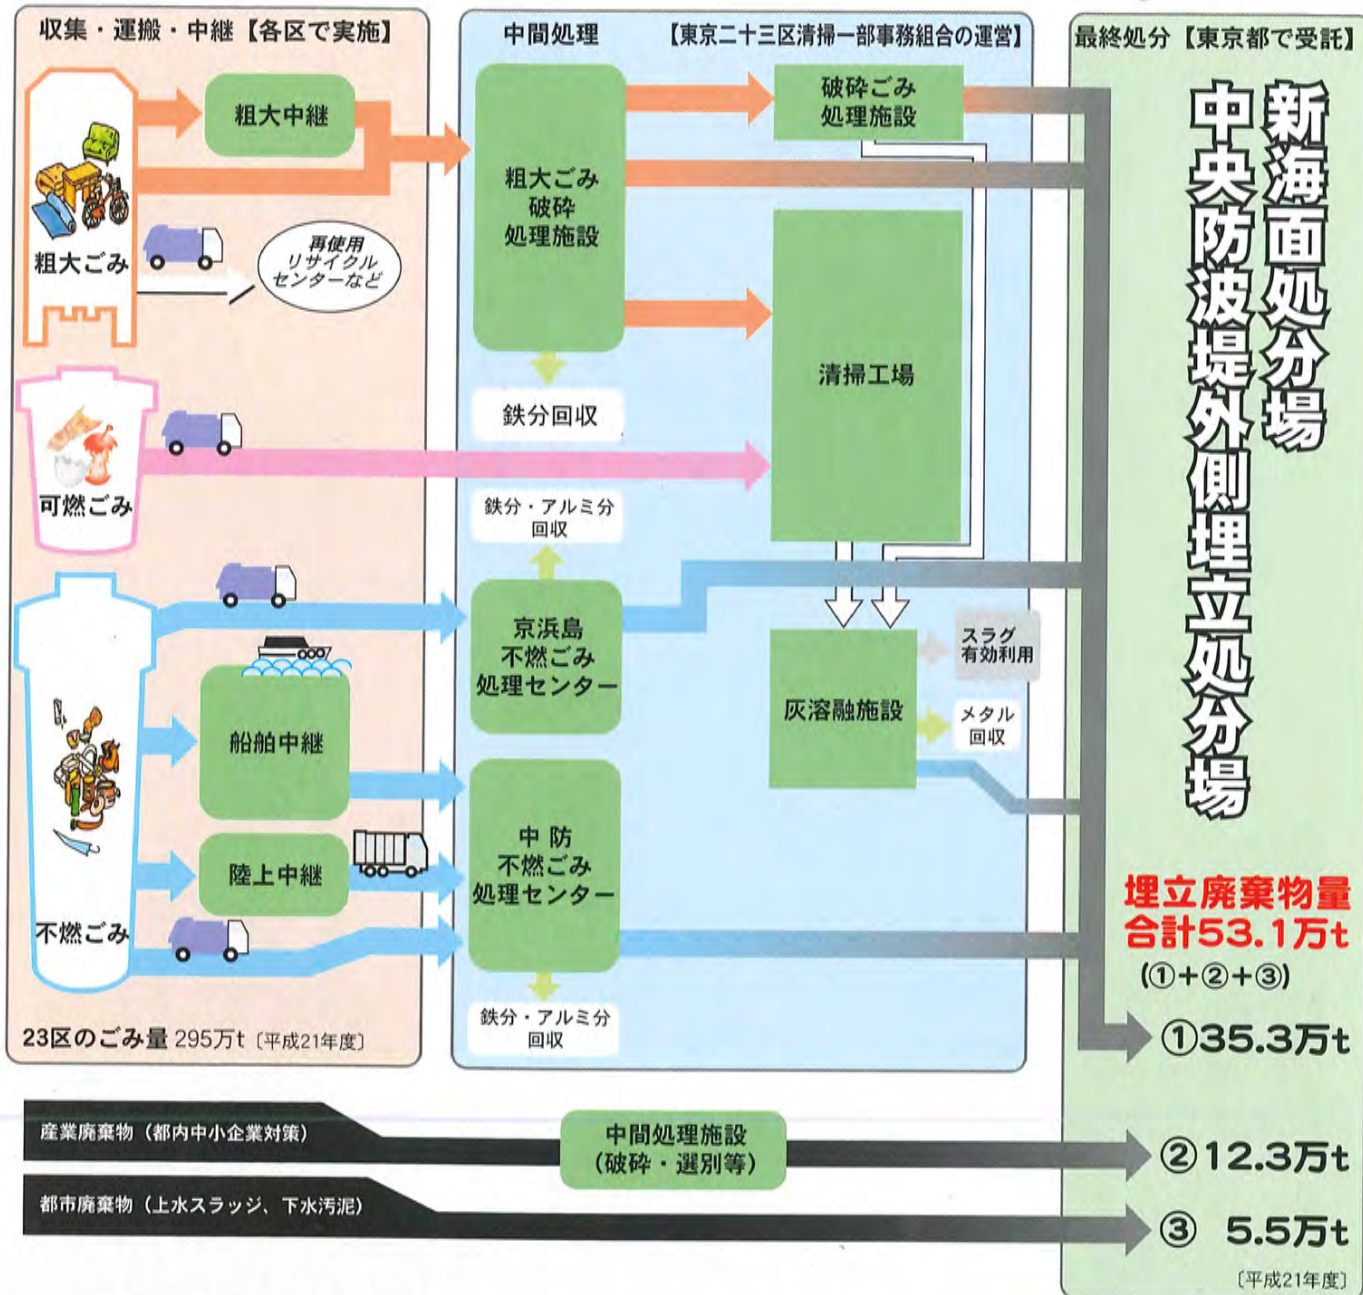 収集・運搬・中継【各区で実施】
粗大中継
粗大ごみ
再使用
リサイクル
センターなど
可燃ごみ
船舶中継
陸上中継
不燃ごみ
23区のごみ量 295万t〔平成21年度〕
中間処理 【東京二十三区清掃一部事務組合の運営】
粗大ごみ
破砕
処理施設
破砕ごみ
処理施設
鉄分回収
清掃工場
鉄分・アルミ分
回収
京浜島
不燃ごみ
処理センター
中防
不燃ごみ
処理センター
鉄分・アルミ分
回収
灰溶融施設
スラグ
有効利用
メタル
回収
最終処分【東京都で受託】
新海面処分場
中央防波堤外側埋立処分場
埋立廃棄物量
合計53.1万t
(①+②+③)
①35.3万t
産業廃棄物（都内中小企業対策）
中間処理施設
（破砕・選別等）
②12.3万t
都市廃棄物（上水スラッジ、下水汚泥）
③ 5.5万t
〔平成21年度〕